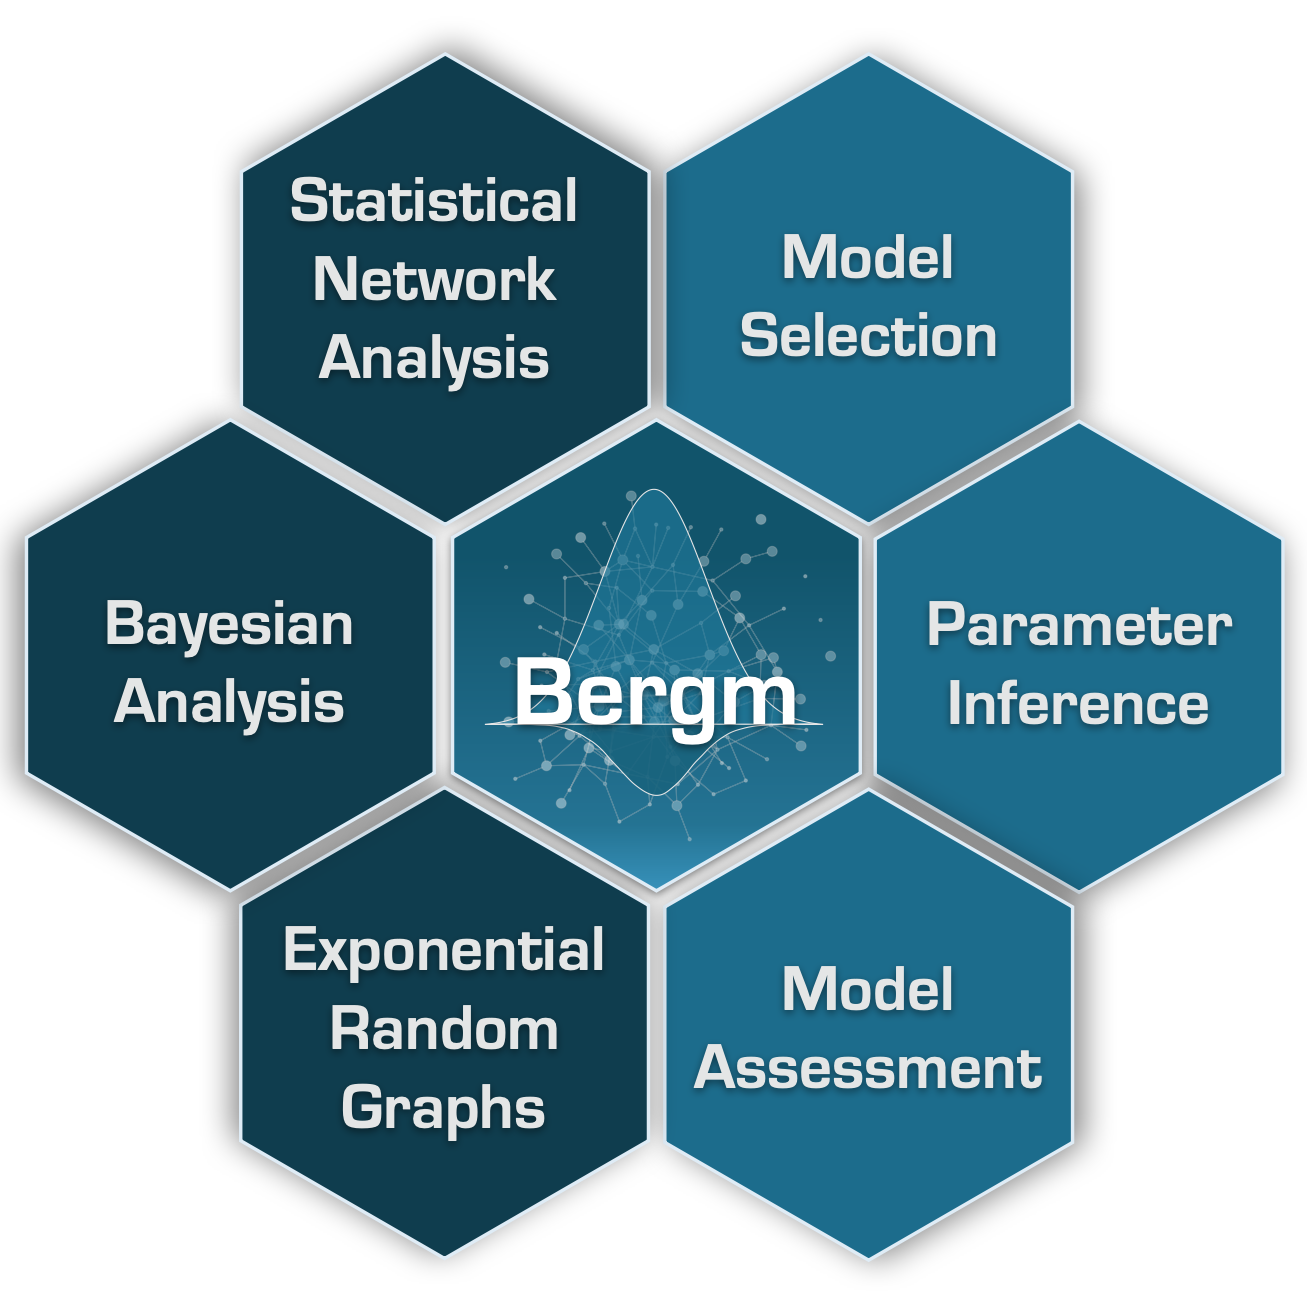 Statistical
Network
Analysis
Model
Selection
Bayesian
Analysis
Bergm
Parameter
Inference
Exponential
Random
Graphs
Model
Assessment